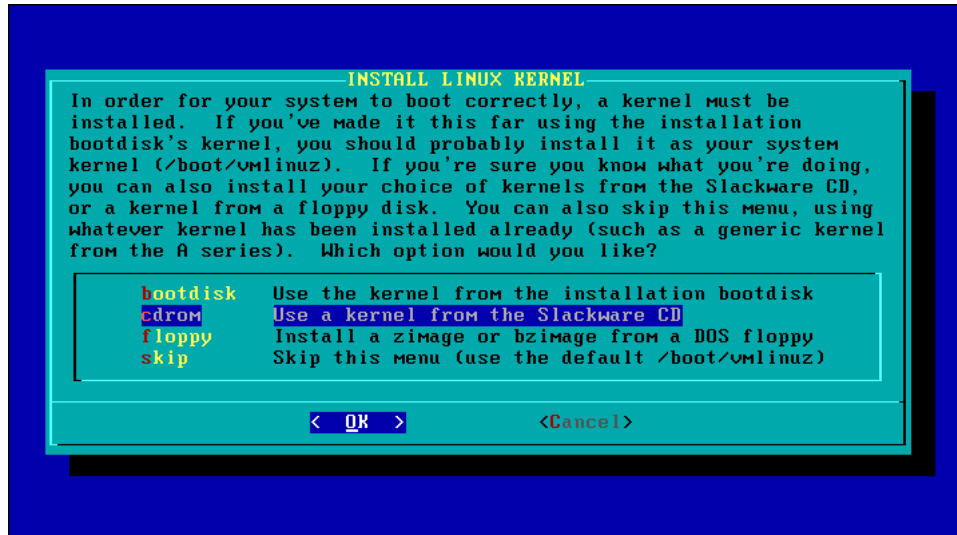 INSTALL LINUX KERNEL
In order for your system to boot correctly, a kernel must be
installed.  If you've made it this far using the installation
bootdisk's kernel, you should probably install it as your system
kernel (/boot/vmlinuz).  If you're sure you know what you're doing,
you can also install your choice of kernels from the Slackware CD,
or a kernel from a floppy disk.  You can also skip this menu, using
whatever kernel has been installed already (such as a generic kernel
from the A series).  Which option would you like?
bootdisk  Use the kernel from the installation bootdisk
cdrom  Use a kernel from the Slackware CD
floppy  Install a zimage or bzimage from a DOS floppy
skip  Skip this menu (use the default /boot/vmlinuz)
<  OK  >  <Cancel>